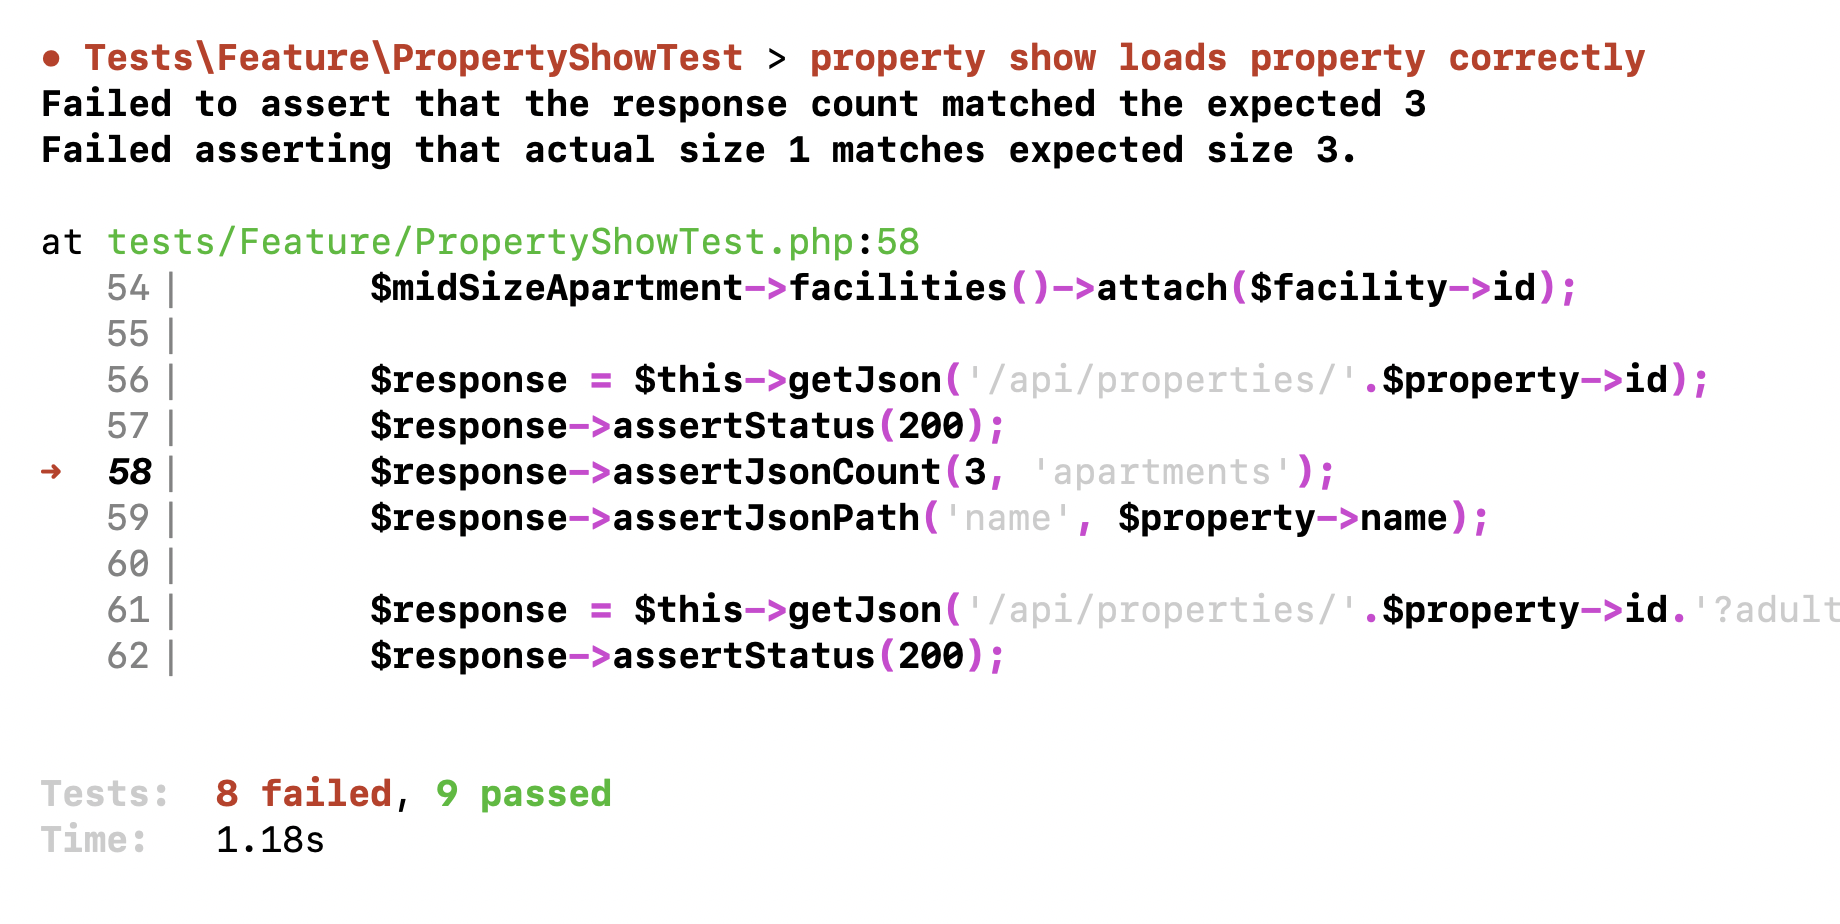 ● Tests\Feature\PropertyShowTest > property show loads property correctly
Failed to assert that the response count matched the expected 3
Failed asserting that actual size 1 matches expected size 3.
at tests/Feature/PropertyShowTest.php:58
54| $midSizeApartment->facilities()->attach($facility->id);
55|
56| $response = $this->getJson('/api/properties/'.$property->id);
57| $response->assertStatus(200);
➜ 58| $response->assertJsonCount(3, 'apartments');
59| $response->assertJsonPath('name', $property->name);
60|
61| $response = $this->getJson('/api/properties/'.$property->id.'?adult
62| $response->assertStatus(200);
Tests: 8 failed, 9 passed
Time: 1.18s